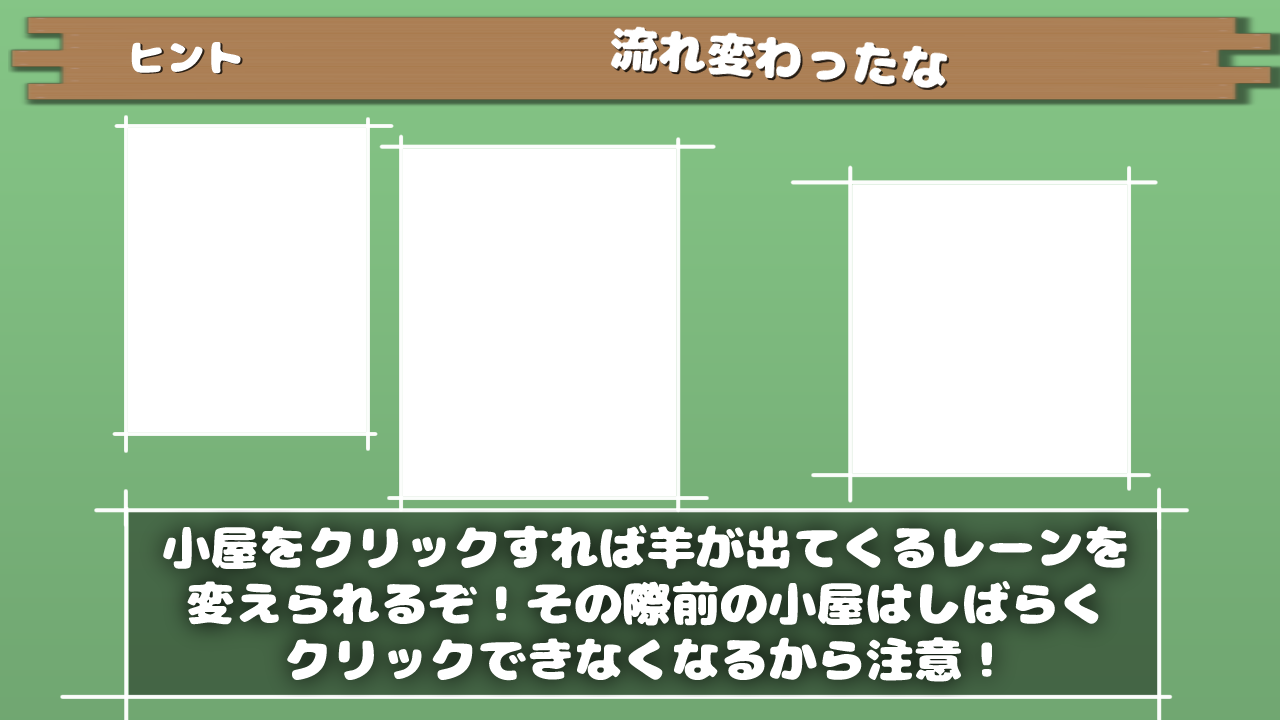 ヒント
流れ変わったな
小屋をクリックすれば羊が出てくるレーンを
変えられるぞ！その際前の小屋はしばらく
クリックできなくなるから注意！